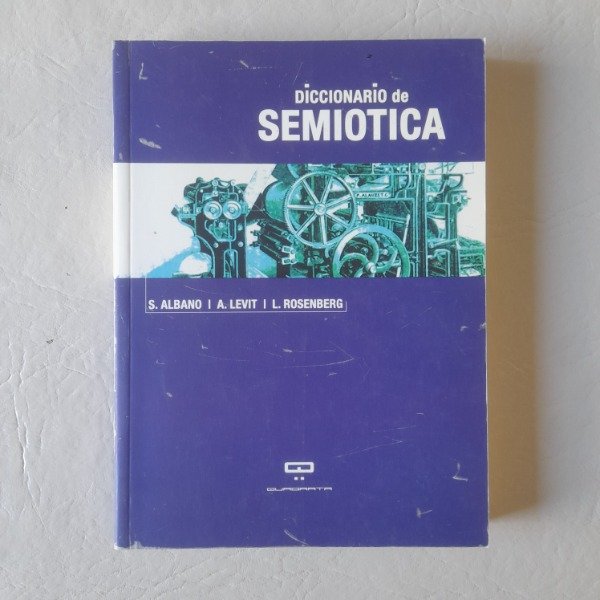 DICCIONARIO de
SEMIOTICA
S. ALBANO | A. LEVIT | L. ROSENBERG
QUADRATA